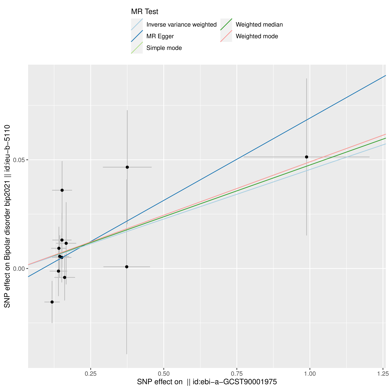 MR Test
Inverse variance weighted
Weighted median
MR Egger
Weighted mode
Simple mode
SNP effect on Bipolar disorder bip2021 || id:ieu-b-5110
0.05
0.00
0.25
0.50
0.75
1.00
1.25
SNP effect on || id:ebi-a-GCST90001975